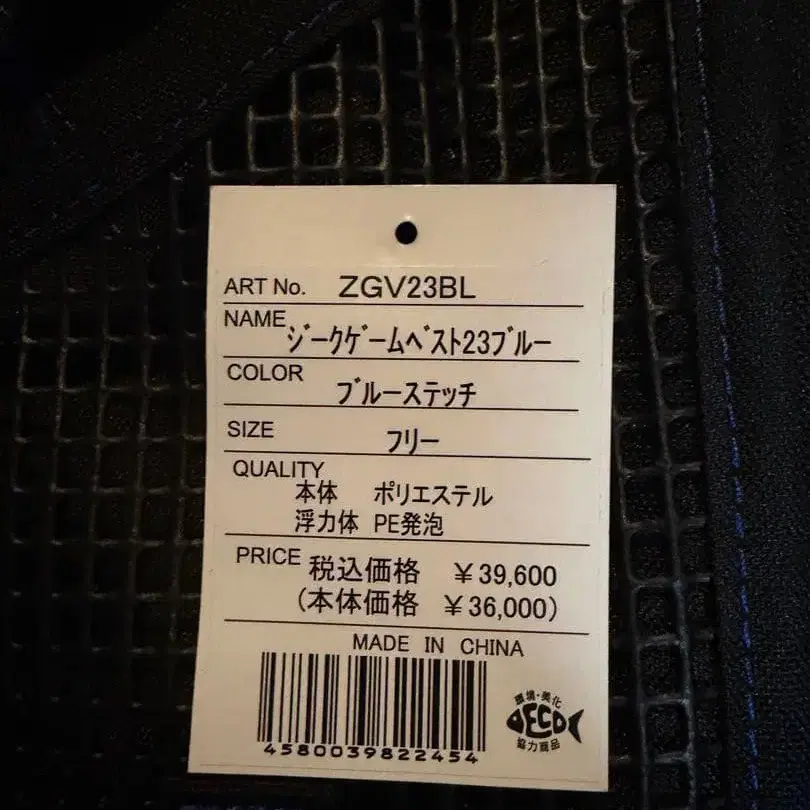 ART No. ZGV23BL
NAME ｼﾞｰｸｹﾞｰﾑﾍﾞｽﾄ23ﾌﾞﾙｰ
COLOR ﾌﾞﾙｰステッチ
SIZE フリー
QUALITY
本体 ポリエステル
浮力体 PE発泡
PRICE 税込価格 ￥39,600
(本体価格 ￥36,000)
MADE IN CHINA
4580039822454
環境・美化
ECO
協力商品